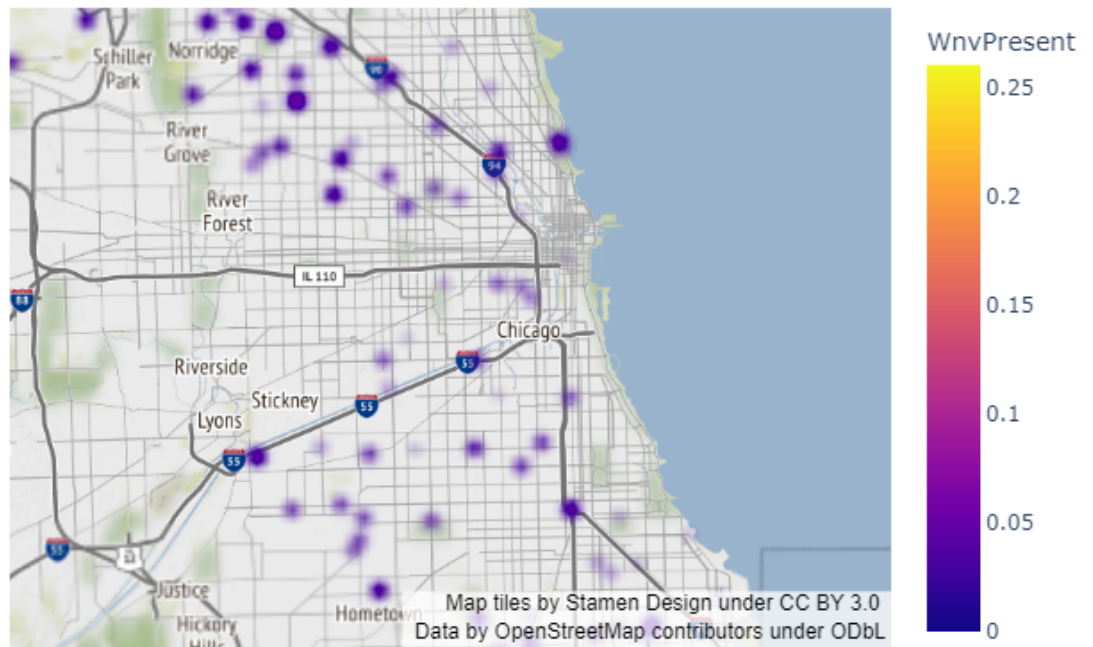 WnvPresent
0.25
0.2
0.15
0.1
0.05
0
Schiller
Park
Norridge
90
River
Grove
94
River
Forest
IL 110
88
Chicago
Riverside
55
Stickney
55
Lyons
55
55
Justice
Hometown
Hickory
Hills
Map tiles by Stamen Design under CC BY 3.0
Data by OpenStreetMap contributors under ODbL